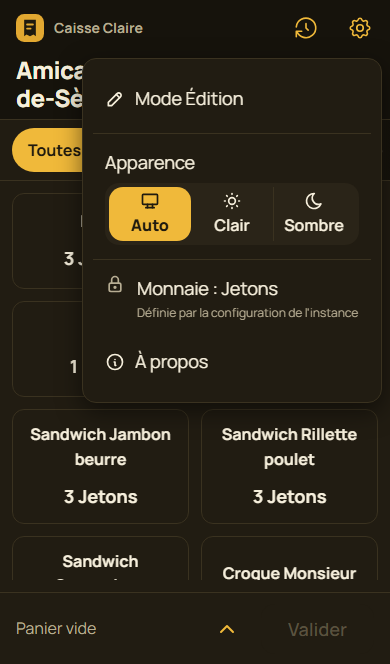 Caisse Claire
Amica
de-Sè
Mode Édition
Toutes
Apparence
Auto
Clair
Sombre
3 J
Monnaie : Jetons
Définie par la configuration de l'instance
1
À propos
Sandwich Jambon
beurre
3 Jetons
Sandwich Rillette
poulet
3 Jetons
Sandwich
Croque Monsieur
Panier vide
Valider